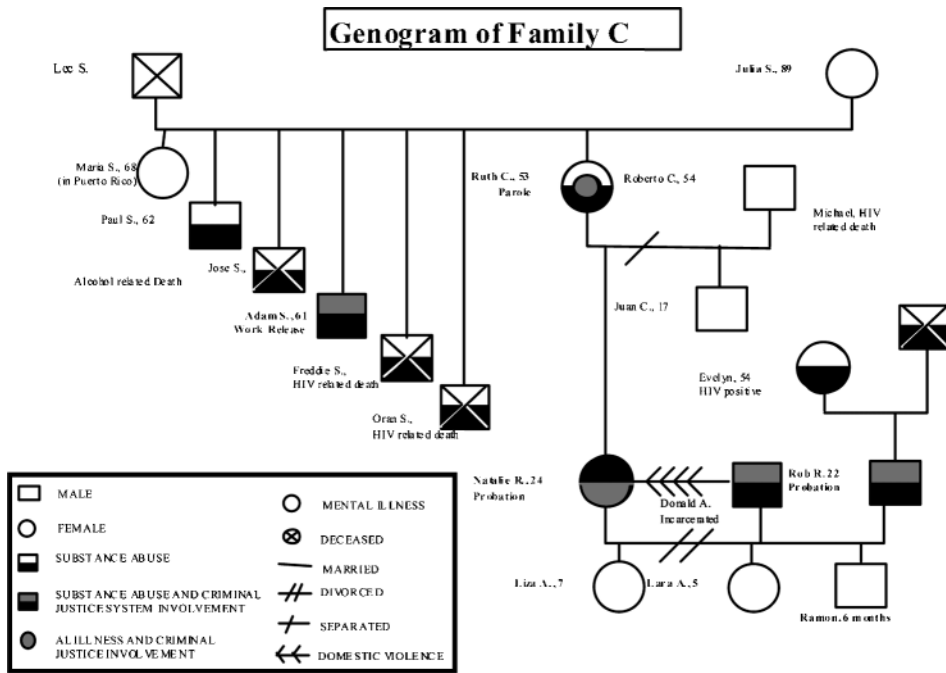 Genogram of Family C
Lee S.
Julia S., 89
Maria S., 68
(in Puerto Rico)
Ruth C., 53
Parole
Roberto C., 54
Michael, HIV
related death
Paul S., 62
Jose S.,
Alcohol related Death
Juan C., 17
Adam S., 61
Work Release
Freddie S.,
HIV related death
Evelyn, 54
HIV positive
Oran S.,
HIV related death
Natalie R., 24
Probation
Rob R. 22
Probation
Donald A.
Incarcerated
Liza A., 7
Lara A., 5
Ramon, 6 months
MALE
FEMALE
SUBSTANCE ABUSE
SUBSTANCE ABUSE AND CRIMINAL
JUSTICE SYSTEM INVOLVEMENT
AL ILLNESS AND CRIMINAL
JUSTICE INVOLVEMENT
MENTAL ILLNESS
DECEASED
MARRIED
DIVORCED
SEPARATED
DOMESTIC VIOLENCE